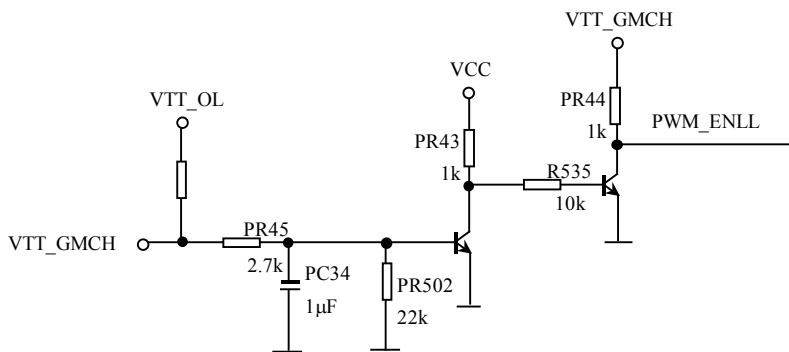 VTT_GMCH
VCC
VTT_OL
PR44
1k
PWM_ENLL
PR43
1k
R535
10k
PR45
VTT_GMCH
2.7k
PC34
1μF
PR502
22k